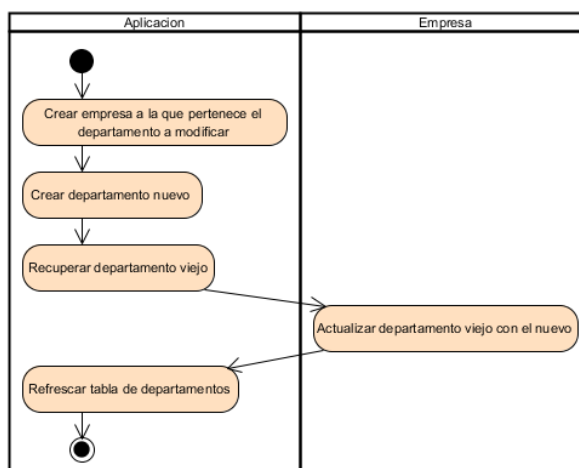 Aplicacion
Empresa
Crear empresa a la que pertenece el
departamento a modificar
Crear departamento nuevo
Recuperar departamento viejo
Actualizar departamento viejo con el nuevo
Refrescar tabla de departamentos